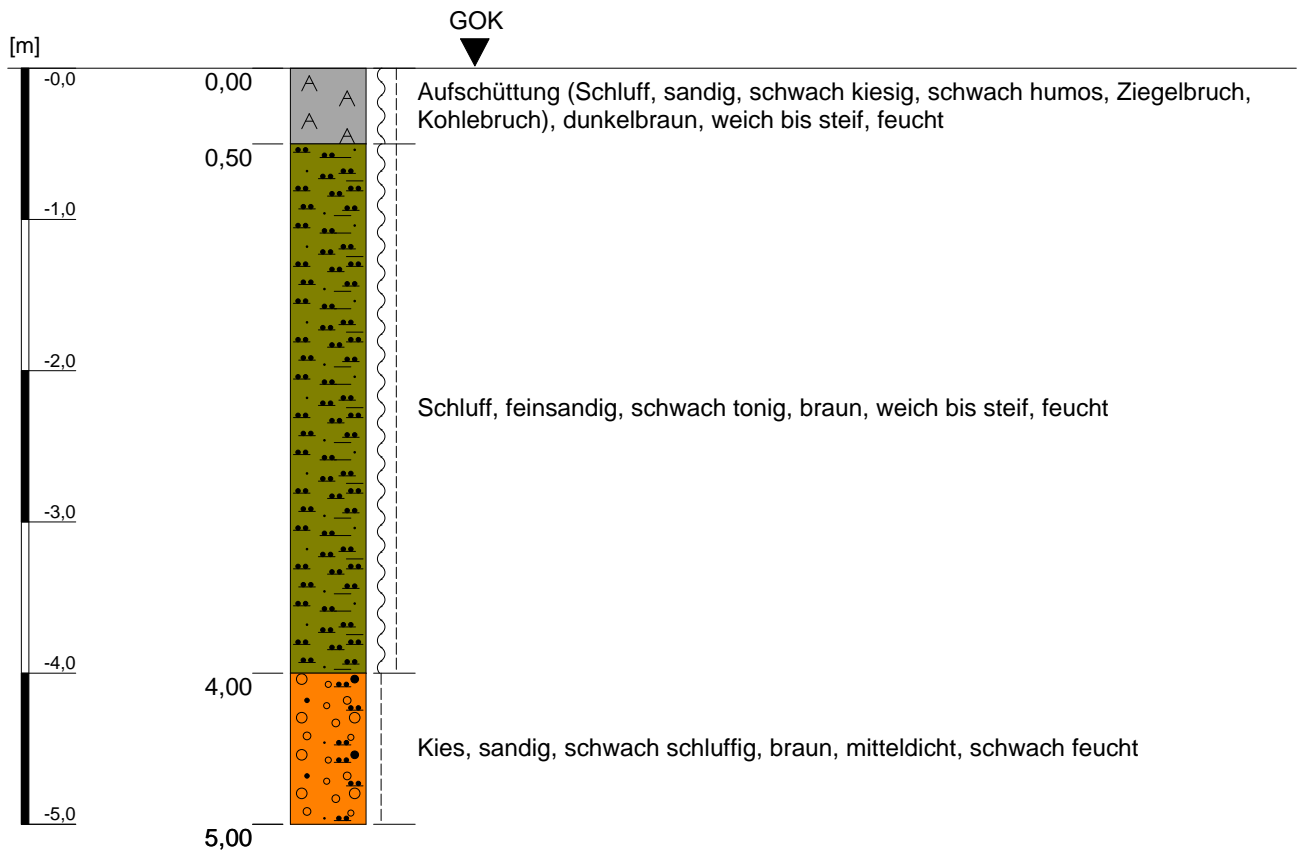 GOK
[m]
-0,0
0,00
Aufschüttung (Schluff, sandig, schwach kiesig, schwach humos, Ziegelbruch,
Kohlebruch), dunkelbraun, weich bis steif, feucht
0,50
-1,0
-2,0
Schluff, feinsandig, schwach tonig, braun, weich bis steif, feucht
-3,0
-4,0
4,00
Kies, sandig, schwach schluffig, braun, mitteldicht, schwach feucht
-5,0
5,00